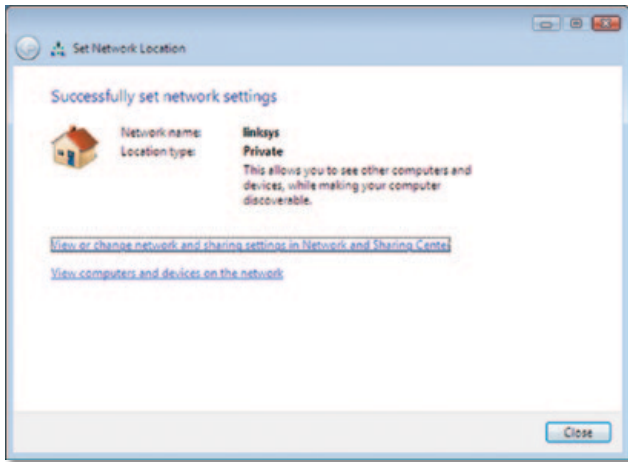 Set Network Location
Successfully set network settings
Network name: linksys
Location type: Private
This allows you to see other computers and
devices, while making your computer
discoverable.
View or change network and sharing settings in Network and Sharing Center
View computers and devices on the network
Close